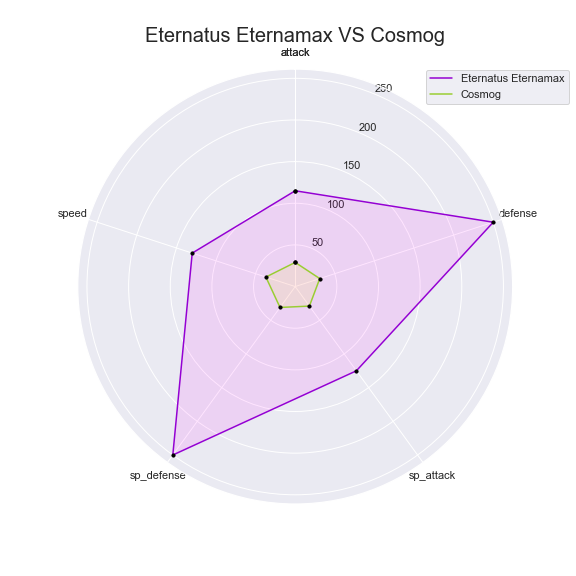 Eternatus Eternamax VS Cosmog
attack
Eternatus Eternamax
Cosmog
250
200
150
100
50
speed
defense
sp_defense
sp_attack